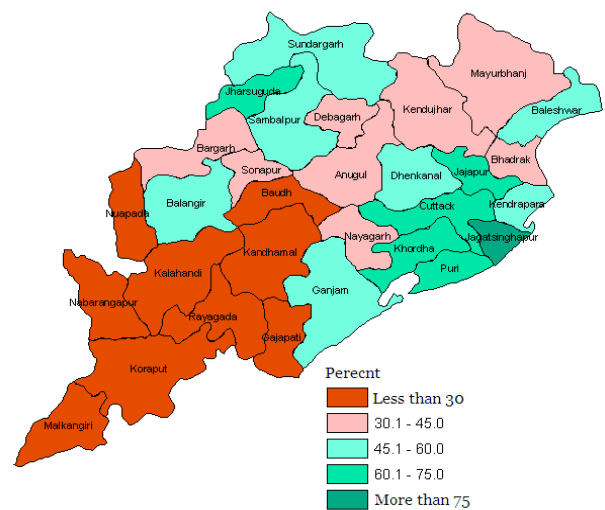 Sundargarh
Mayurbhanj
Jharsuguda
Kendujhar
Baleshwar
Debagarh
Sambalpur
Bargarh
Bhadrak
Jajapur
Sonapur
Anugul
Dhenkanal
Baudh
Balangir
Kendrapara
Cuttack
Nuapada
Nayagarh
Jagatsinghapur
Khordha
Kandhamal
Puri
Kalahandi
Ganjam
Nabarangapur
Rayagada
Gajapati
Koraput
Malkangiri
Perecnt
Less than 30
30.1 - 45.0
45.1 - 60.0
60.1 - 75.0
More than 75